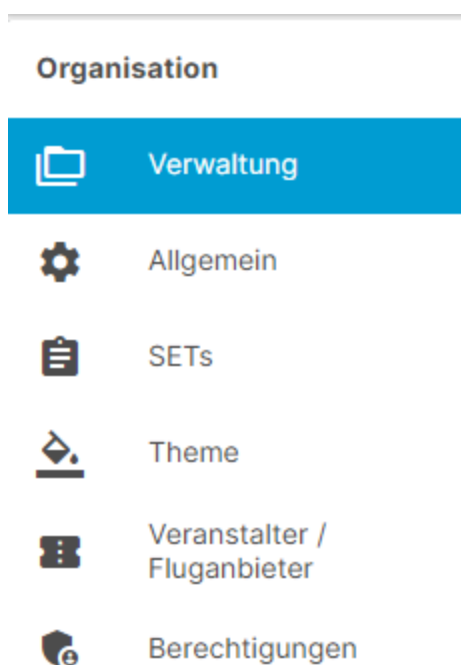 Organisation
Verwaltung
Allgemein
SETs
Theme
Veranstalter /
Fluganbieter
Berechtigungen